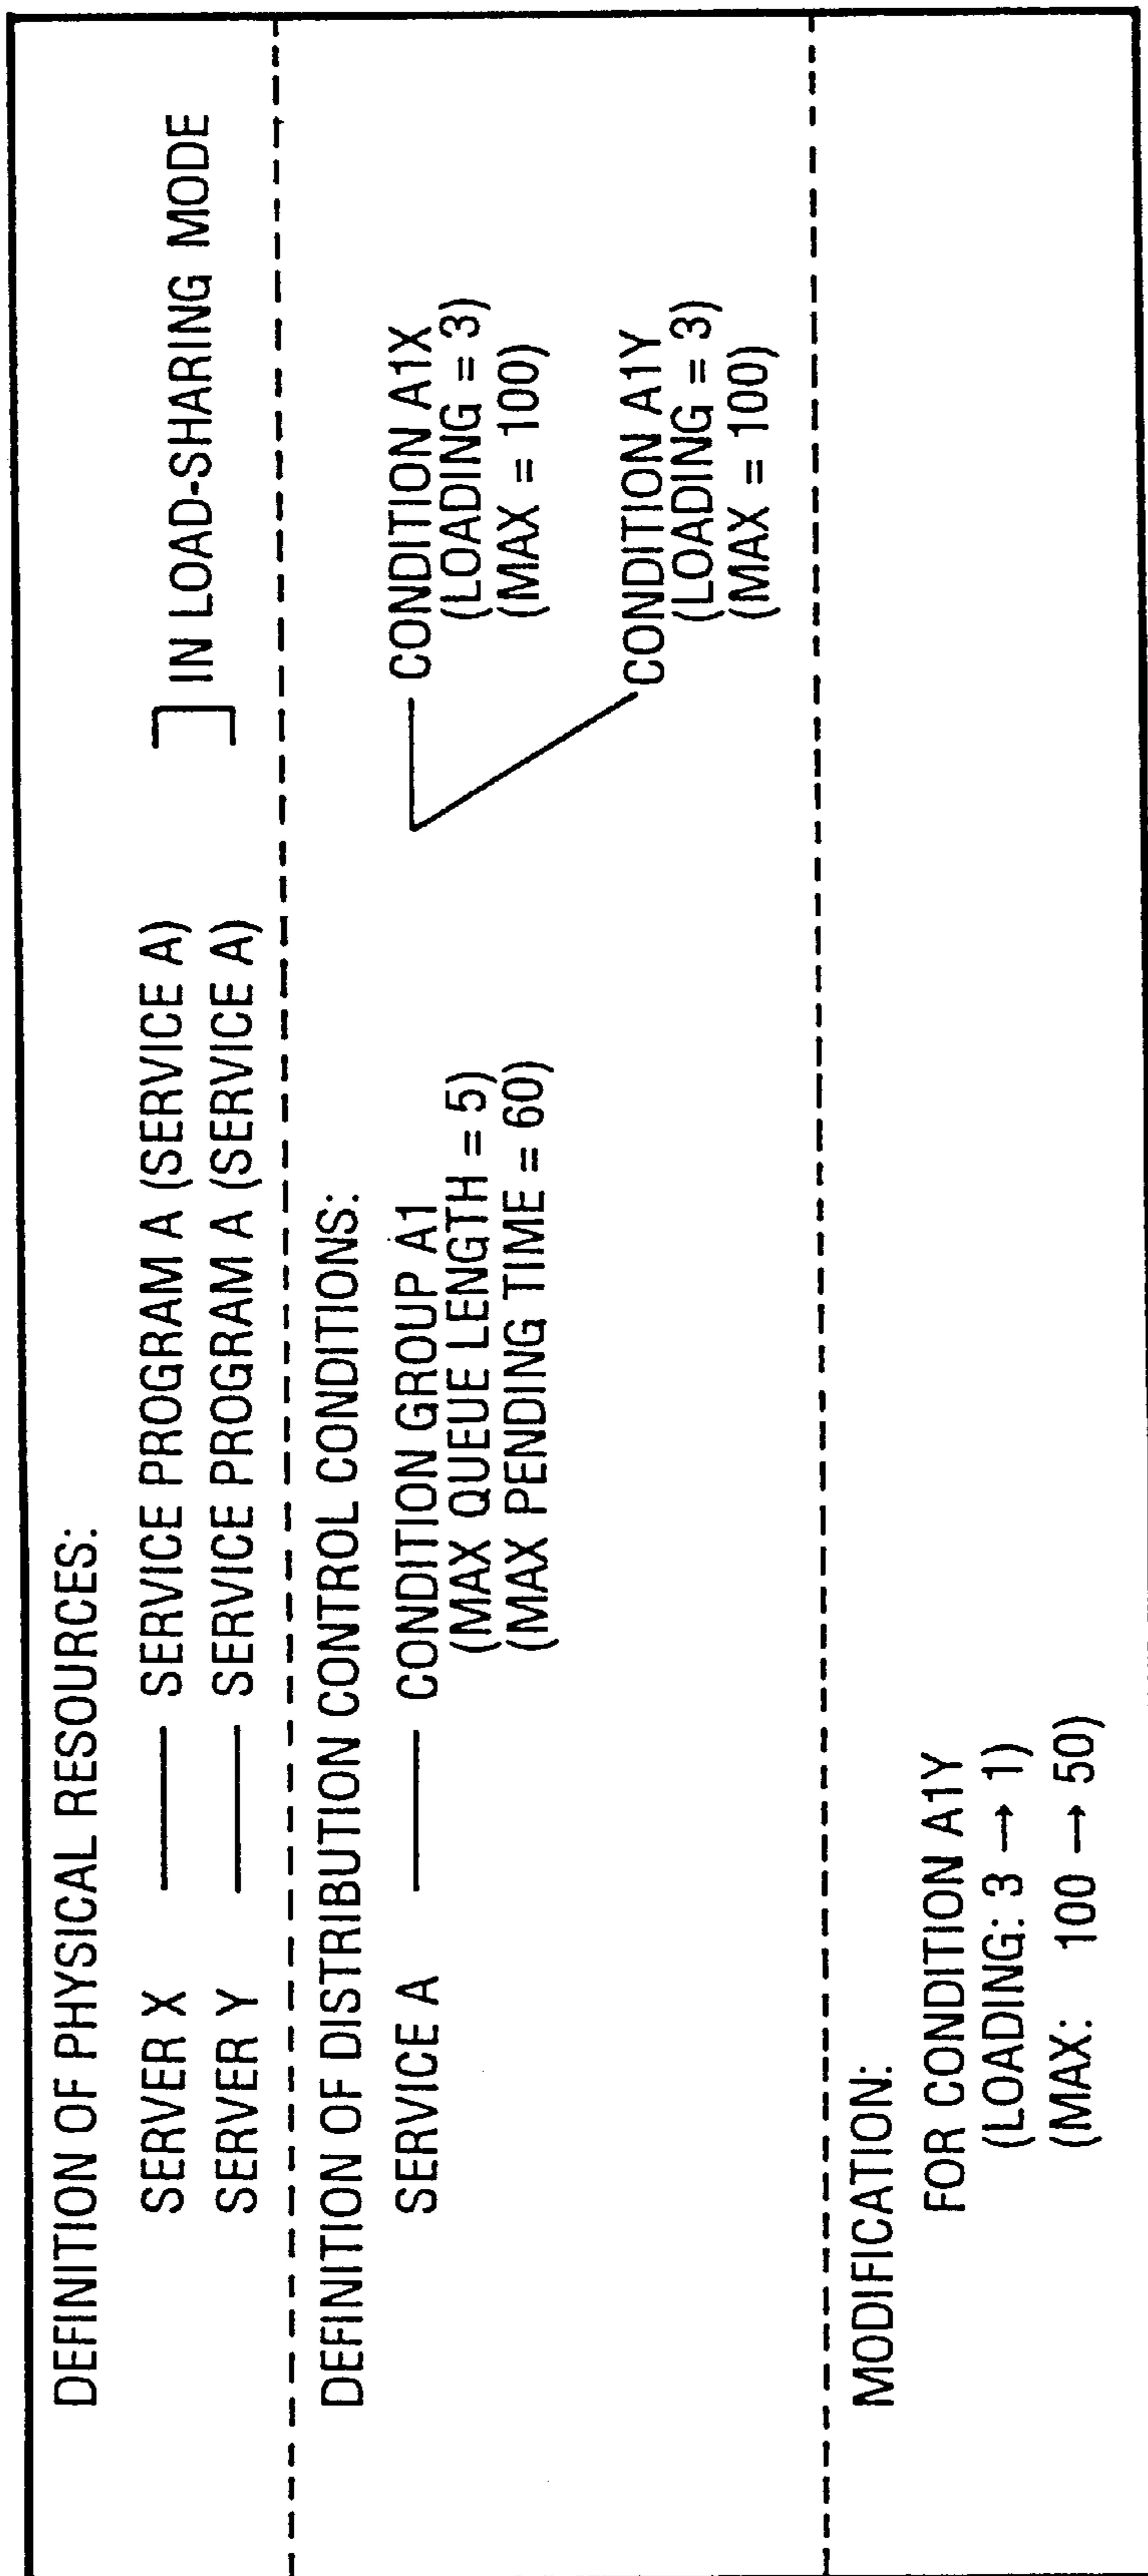 DEFINITION OF PHYSICAL RESOURCES:
SERVER X SERVICE PROGRAM A (SERVICE A)
SERVER Y SERVICE PROGRAM A (SERVICE A)
IN LOAD-SHARING MODE
DEFINITION OF DISTRIBUTION CONTROL CONDITIONS:
SERVICE A CONDITION GROUP A1
(MAX QUEUE LENGTH = 5)
(MAX PENDING TIME = 60)
CONDITION A1X
(LOADING = 3)
(MAX = 100)
CONDITION A1Y
(LOADING = 3)
(MAX = 100)
MODIFICATION:
FOR CONDITION A1Y
(LOADING: 3 → 1)
(MAX: 100 → 50)